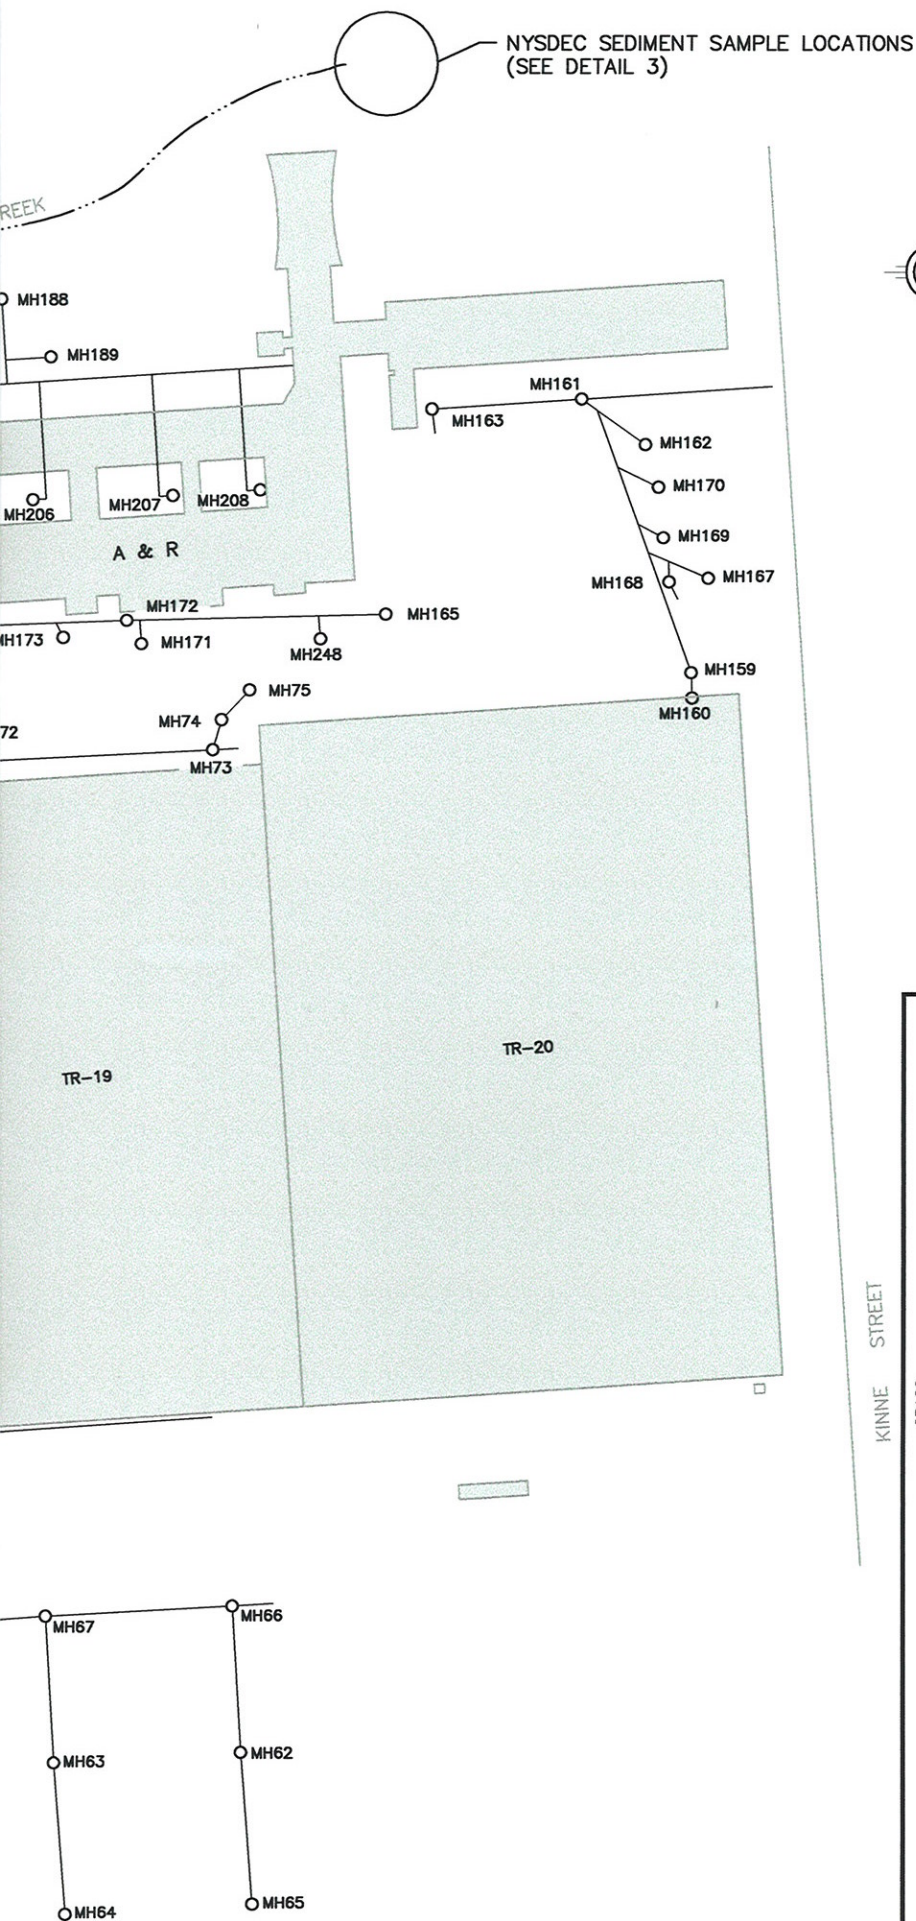 NYSDEC SEDIMENT SAMPLE LOCATIONS
(SEE DETAIL 3)
REEK
MH188
MH189
MH161
MH163
MH162
MH170
MH206
MH207
MH208
MH169
A & R
MH168
MH167
MH172
MH165
MH173
MH171
MH248
MH159
MH75
MH160
72
MH74
MH73
TR-20
TR-19
KINNE STREET
MH67
MH66
MH63
MH62
MH64
MH65